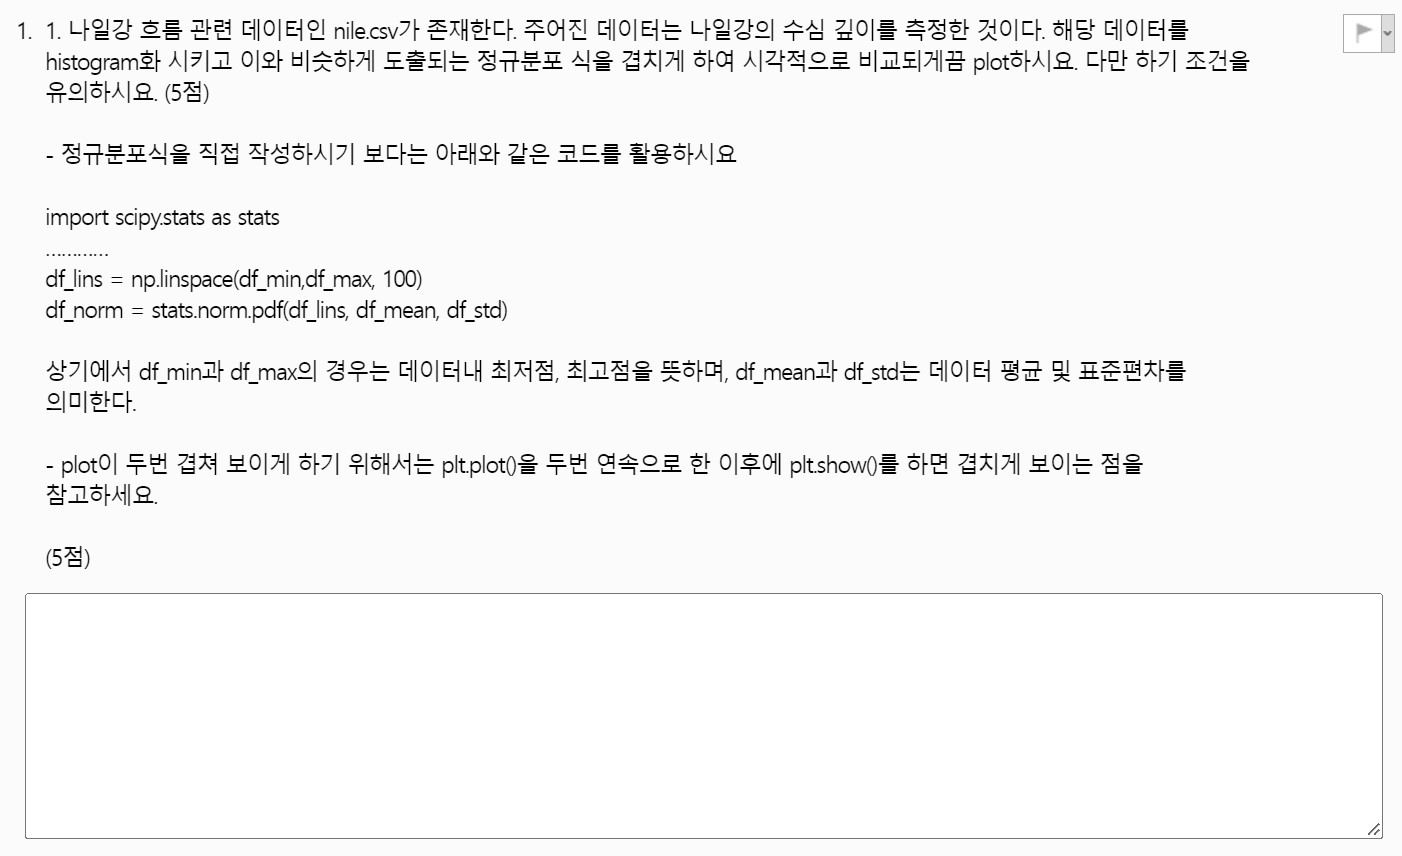 1. 1. 나일강 흐름 관련 데이터인 nile.csv가 존재한다. 주어진 데이터는 나일강의 수심 깊이를 측정한 것이다. 해당 데이터를
histogram화 시키고 이와 비슷하게 도출되는 정규분포 식을 겹치게 하여 시각적으로 비교되게끔 plot하시요. 다만 하기 조건을
유의하시요. (5점)
- 정규분포식을 직접 작성하시기 보다는 아래와 같은 코드를 활용하시요
import scipy.stats as stats
............
df_lins = np.linspace(df_min,df_max, 100)
df_norm = stats.norm.pdf(df_lins, df_mean, df_std)
상기에서 df_min과 df_max의 경우는 데이터내 최저점, 최고점을 뜻하며, df_mean과 df_std는 데이터 평균 및 표준편차를
의미한다.
- plot이 두번 겹쳐 보이게 하기 위해서는 plt.plot()을 두번 연속으로 한 이후에 plt.show()를 하면 겹치게 보이는 점을
참고하세요.
(5점)